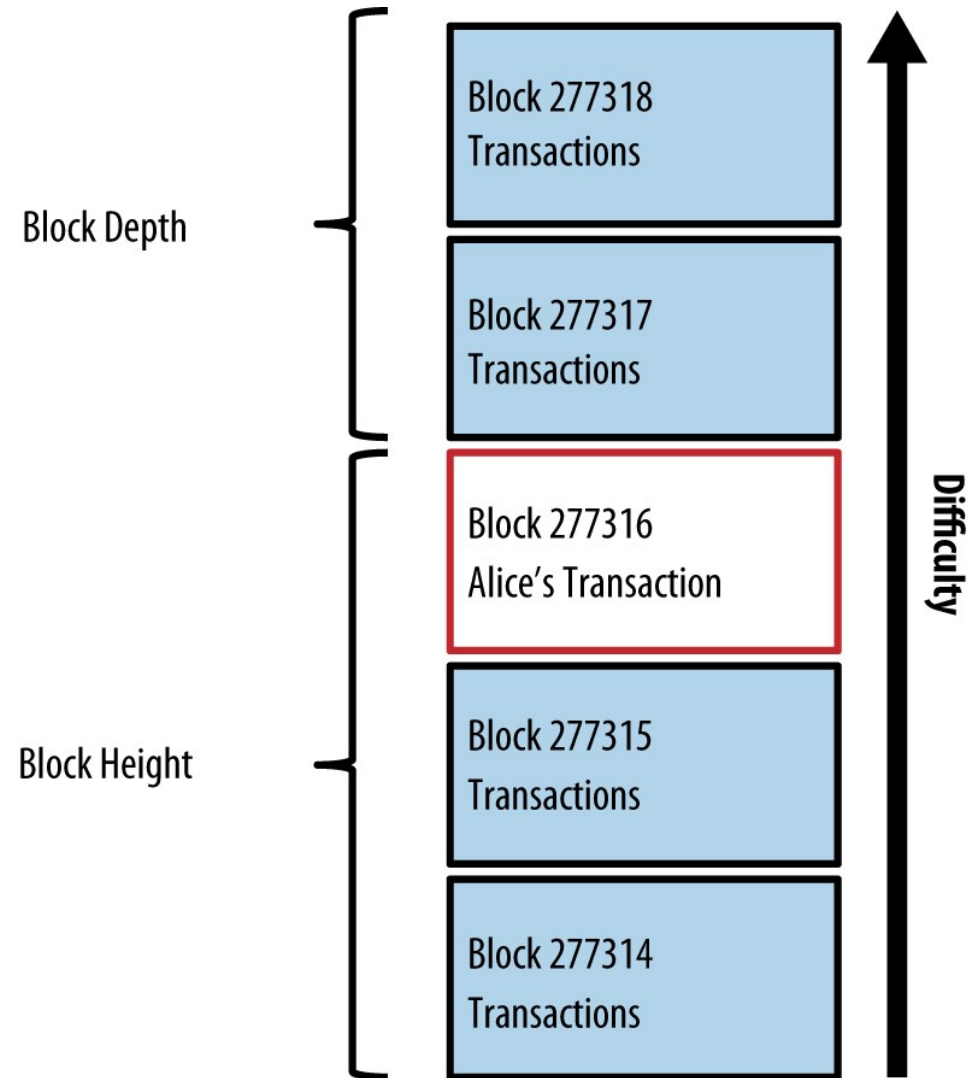 Block 277318
Transactions
Block Depth
Block 277317
Transactions
Block 277316
Alice’s Transaction
Difficulty
Block 277315
Transactions
Block Height
Block 277314
Transactions